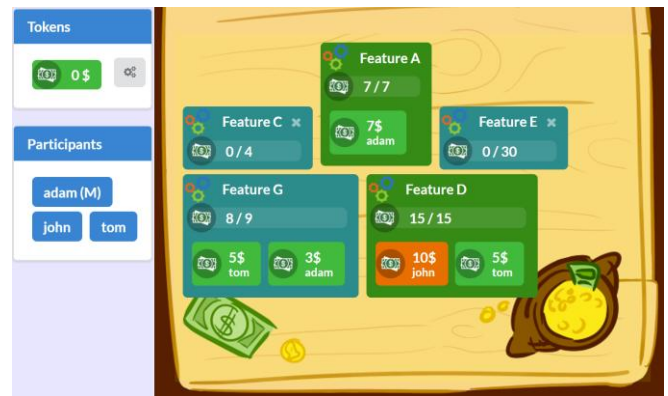 Tokens
0 $
Participants
adam (M)
john
tom
Feature A
7 / 7
7$
adam
Feature C ×
0 / 4
Feature E ×
0 / 30
Feature G
8 / 9
5$
tom
3$
adam
Feature D
15 / 15
10$
john
5$
tom